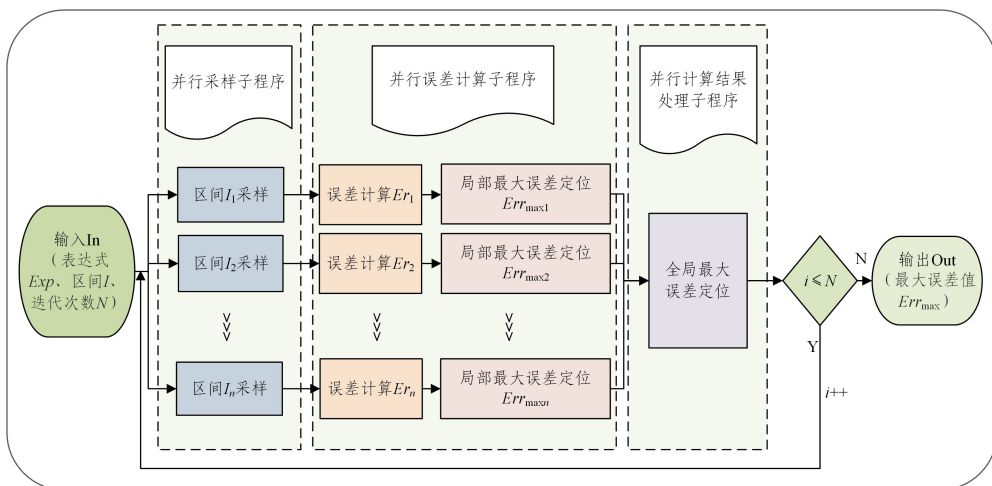 并行采样子程序
并行误差计算子程序
并行计算结果
处理子程序
输入In
(表达式
Exp、区间I、
迭代次数N)
区间I₁采样
误差计算Er₁
局部最大误差定位
Errmax1
区间I₂采样
误差计算Er₂
局部最大误差定位
Errmax2
区间Iₙ采样
误差计算Erₙ
局部最大误差定位
Errmaxn
全局最大
误差定位
i≤N
N
Y
i++
输出Out
(最大误差值
Errmax)